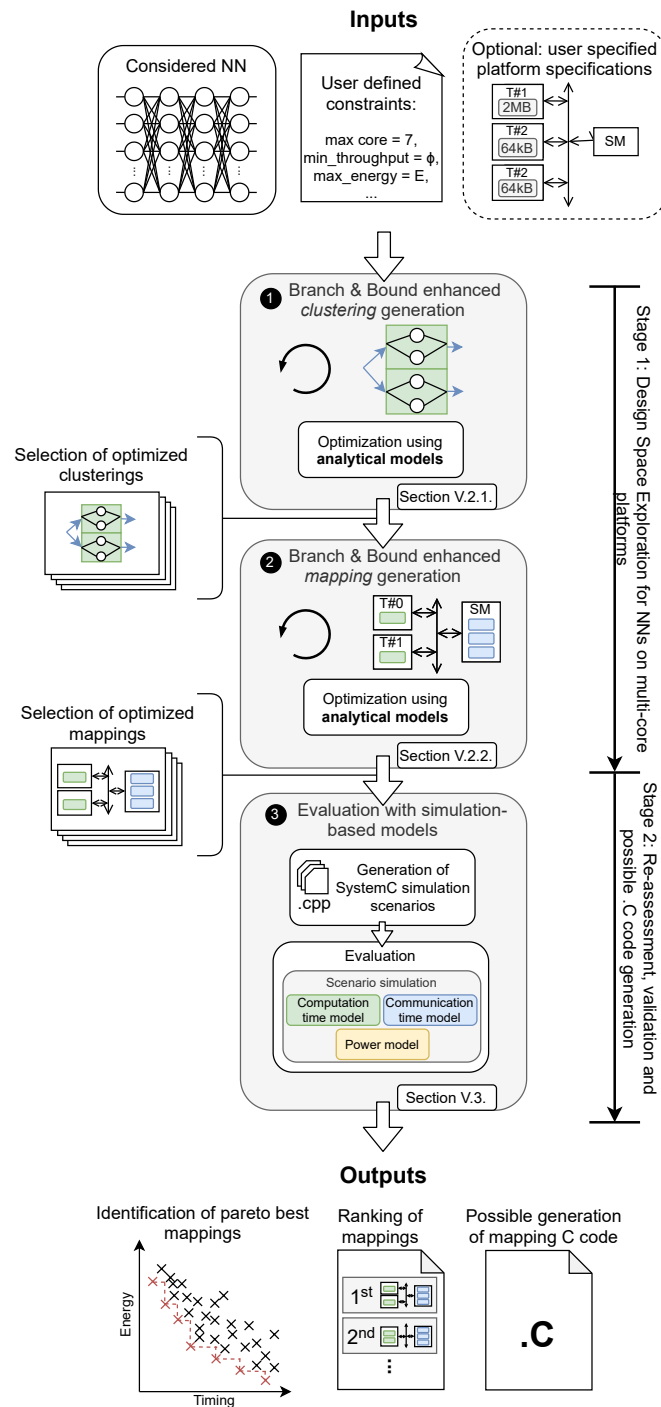 Inputs
Considered NN
User defined
constraints:
max core = 7,
min_throughput = ϕ,
max_energy = E,
...
Optional: user specified
platform specifications
T#1
2MB
T#2
64kB
T#2
64kB
SM
1 Branch & Bound enhanced
clustering generation
Optimization using
analytical models
Section V.2.1.
Selection of optimized
clusterings
2 Branch & Bound enhanced
mapping generation
T#0
T#1
SM
Optimization using
analytical models
Section V.2.2.
Selection of optimized
mappings
3 Evaluation with simulation-
based models
Generation of
SystemC simulation
scenarios
.cpp
Evaluation
Scenario simulation
Computation
time model
Communication
time model
Power model
Section V.3.
Stage 1: Design Space Exploration for NNs on multi-core
platforms
Stage 2: Re-assessment, validation and
possible .C code generation
Outputs
Identification of pareto best
mappings
Energy
Timing
Ranking of
mappings
1st
2nd
⋮
Possible generation
of mapping C code
.C